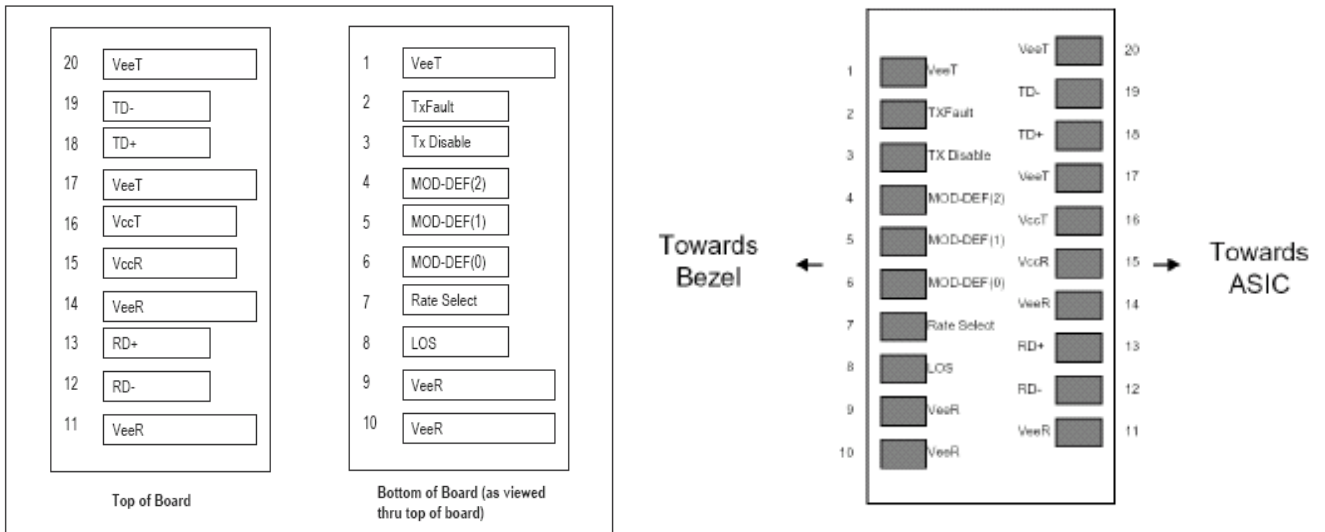 20 VeeT
19 TD-
18 TD+
17 VeeT
16 VccT
15 VccR
14 VeeR
13 RD+
12 RD-
11 VeeR
Top of Board
1 VeeT
2 TxFault
3 Tx Disable
4 MOD-DEF(2)
5 MOD-DEF(1)
6 MOD-DEF(0)
7 Rate Select
8 LOS
9 VeeR
10 VeeR
Bottom of Board (as viewed
thru top of board)
Towards
Bezel
1 VeeT
2 TXFault
3 TX Disable
4 MOD-DEF(2)
5 MOD-DEF(1)
6 MOD-DEF(0)
7 Rate Select
8 LOS
9 VeeR
10 VeeR
VeeT 20
TD- 19
TD+ 18
VeeT 17
VccT 16
VccR 15
VeeR 14
RD+ 13
RD- 12
VeeR 11
Towards
ASIC